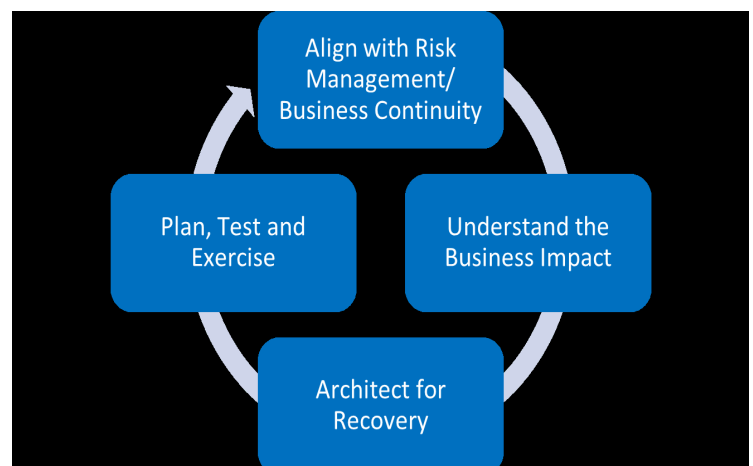 Align with Risk
Management/
Business Continuity
Understand the
Business Impact
Architect for
Recovery
Plan, Test and
Exercise